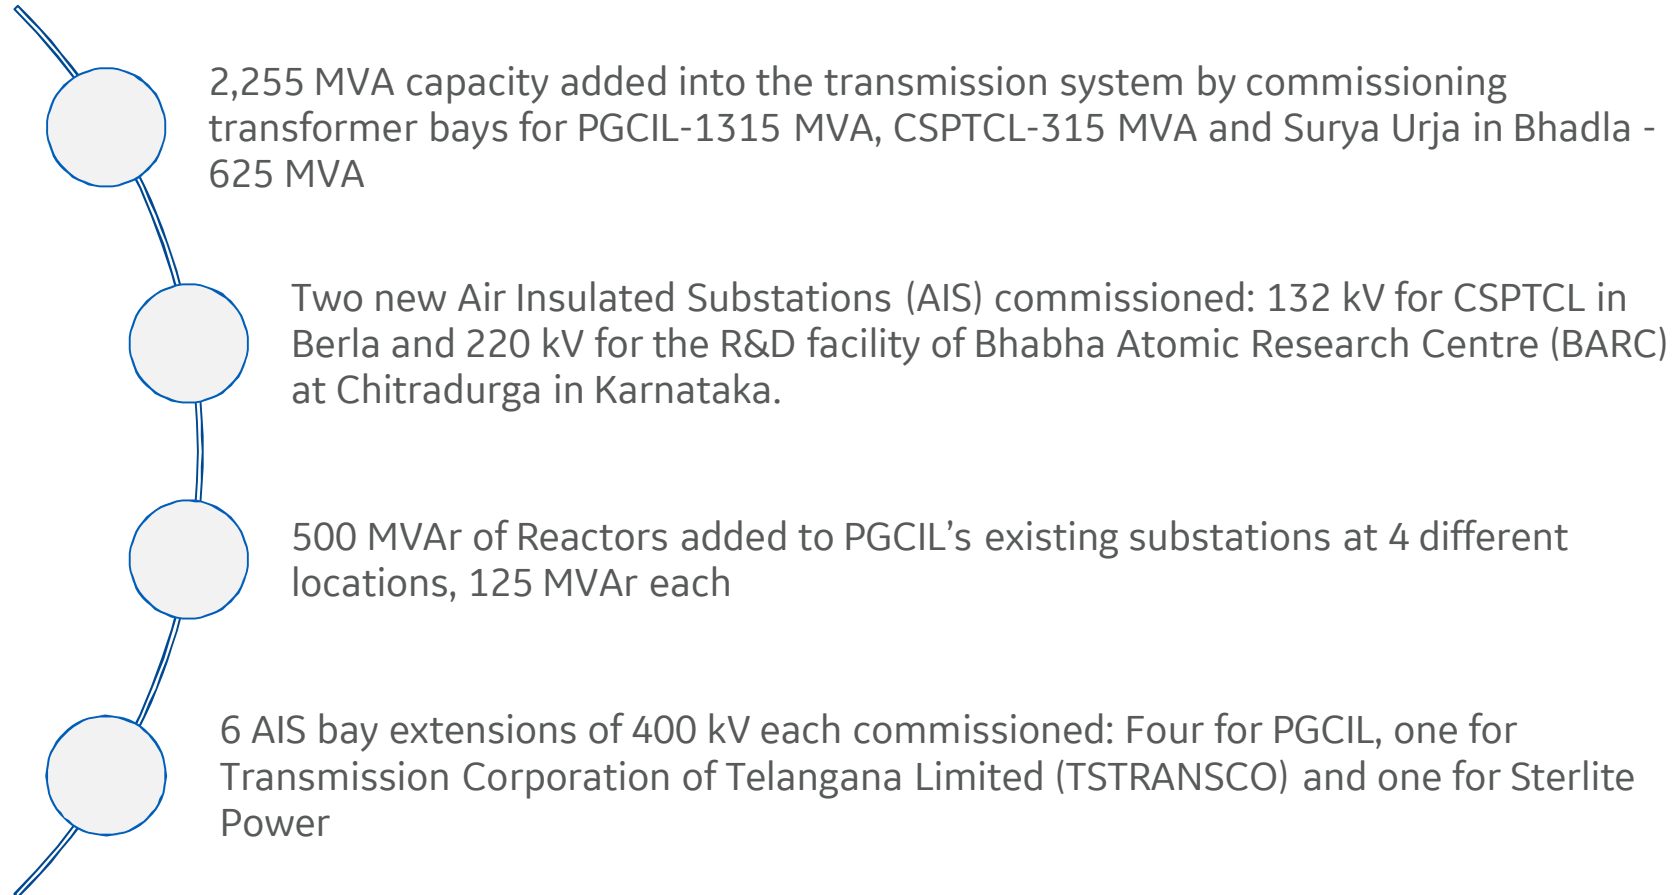 2,255 MVA capacity added into the transmission system by commissioning
transformer bays for PGCIL-1315 MVA, CSPTCL-315 MVA and Surya Urja in Bhadla -
625 MVA
Two new Air Insulated Substations (AIS) commissioned: 132 kV for CSPTCL in
Berla and 220 kV for the R&D facility of Bhabha Atomic Research Centre (BARC)
at Chitradurga in Karnataka.
500 MVAr of Reactors added to PGCIL’s existing substations at 4 different
locations, 125 MVAr each
6 AIS bay extensions of 400 kV each commissioned: Four for PGCIL, one for
Transmission Corporation of Telangana Limited (TSTRANSCO) and one for Sterlite
Power